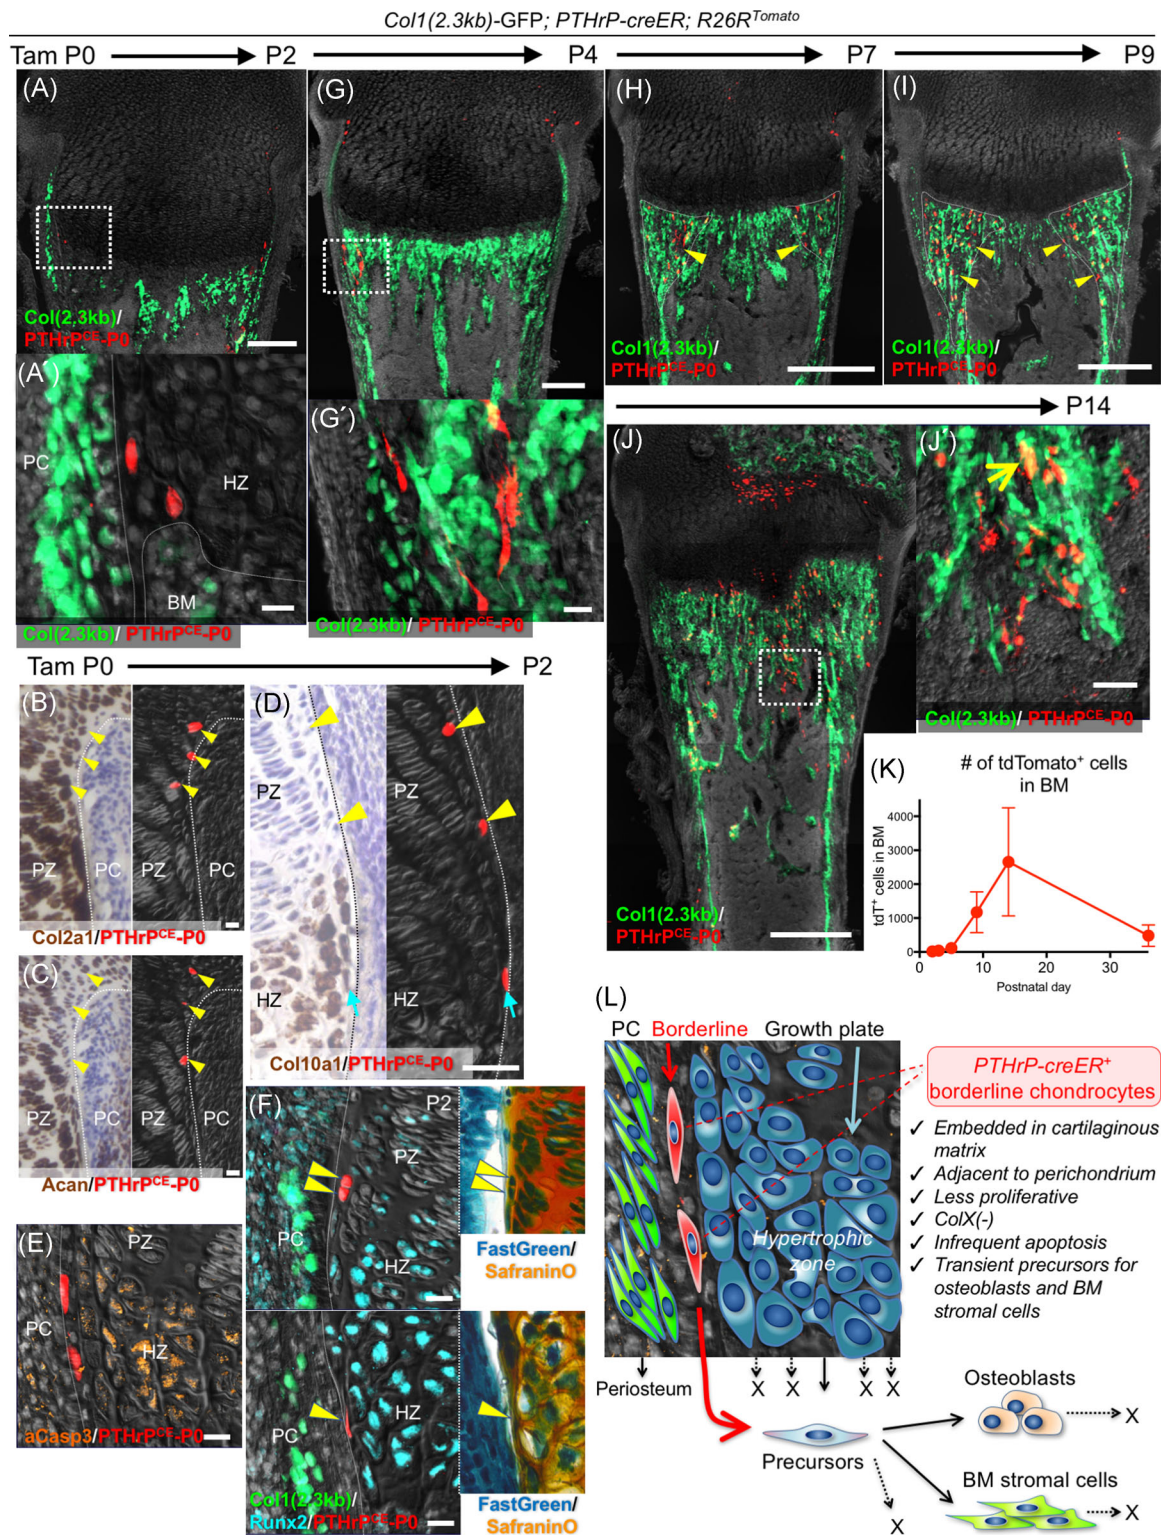 Col1(2.3kb)-GFP; PTHrP-creER; R26R^Tomato
Tam P0
P2
P4
P7
P9
(A)
Col(2.3kb)/
PTHrP^CE-P0
(G)
(H)
Col1(2.3kb)/
PTHrP^CE-P0
(I)
Col1(2.3kb)/
PTHrP^CE-P0
(A´)
PC
HZ
BM
Col(2.3kb)/ PTHrP^CE-P0
(G´)
Col(2.3kb)/ PTHrP^CE-P0
P14
(J)
Col1(2.3kb)/
PTHrP^CE-P0
(J´)
Col(2.3kb)/ PTHrP^CE-P0
Tam P0
P2
(B)
PZ
PC
PZ
PC
Col2a1/PTHrP^CE-P0
(C)
PZ
PC
PZ
PC
Acan/PTHrP^CE-P0
(D)
PZ
PZ
HZ
HZ
Col10a1/PTHrP^CE-P0
(E)
PZ
PC
HZ
aCasp3/PTHrP^CE-P0
(F)
P2
PZ
PC
HZ
FastGreen/
SafraninO
HZ
PC
Col1(2.3kb)/
Runx2/PTHrP^CE-P0
FastGreen/
SafraninO
(K)
# of tdTomato⁺ cells
in BM
tdT⁺ cells in BM
4000
3000
2000
1000
0
0
10
20
30
Postnatal day
(L)
PC
Borderline
Growth plate
Hypertrophic
zone
PTHrP-creER⁺
borderline chondrocytes
✓ Embedded in cartilaginous
matrix
✓ Adjacent to perichondrium
✓ Less proliferative
✓ ColX(-)
✓ Infrequent apoptosis
✓ Transient precursors for
osteoblasts and BM
stromal cells
Periosteum
X
X
X
X
Precursors
X
Osteoblasts
X
BM stromal cells
X